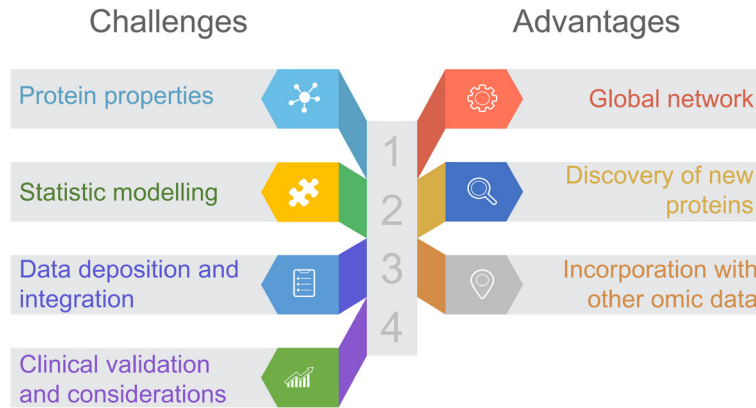 Challenges
Advantages
Protein properties
Statistic modelling
Data deposition and
integration
Clinical validation
and considerations
1
2
3
4
Global network
Discovery of new
proteins
Incorporation with
other omic data